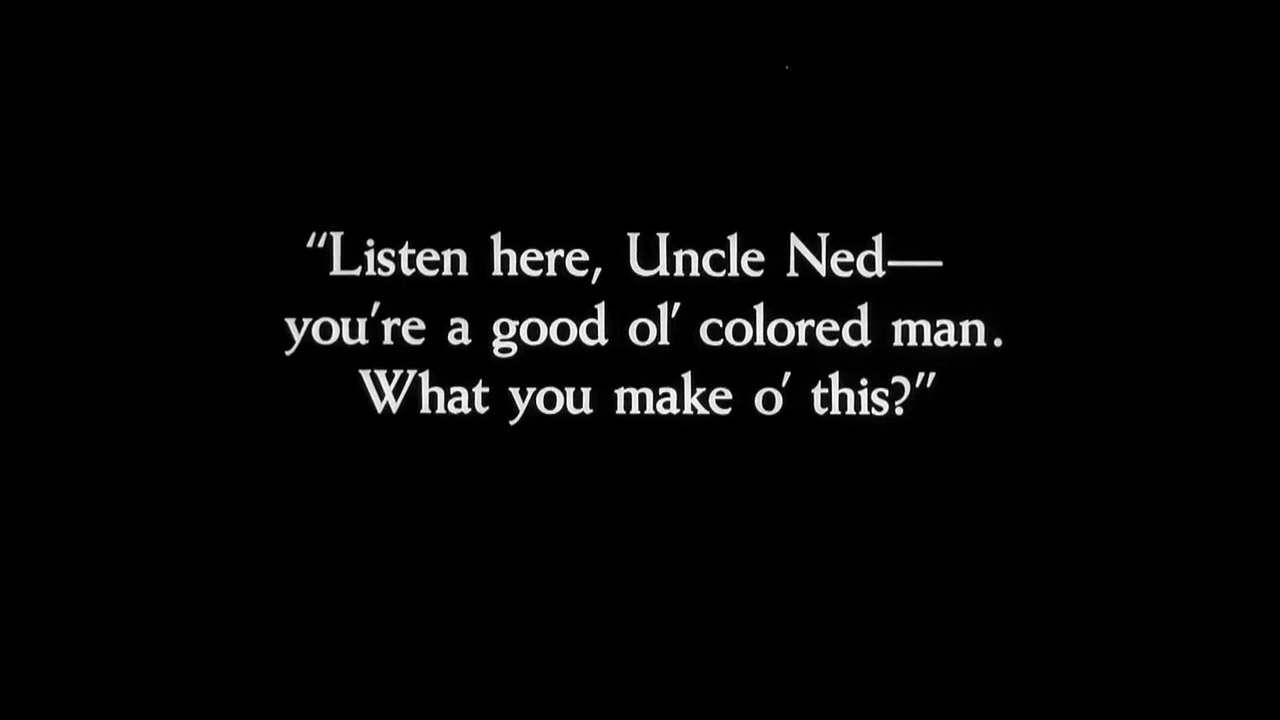 “Listen here, Uncle Ned—
you’re a good ol’ colored man.
What you make o’ this?”